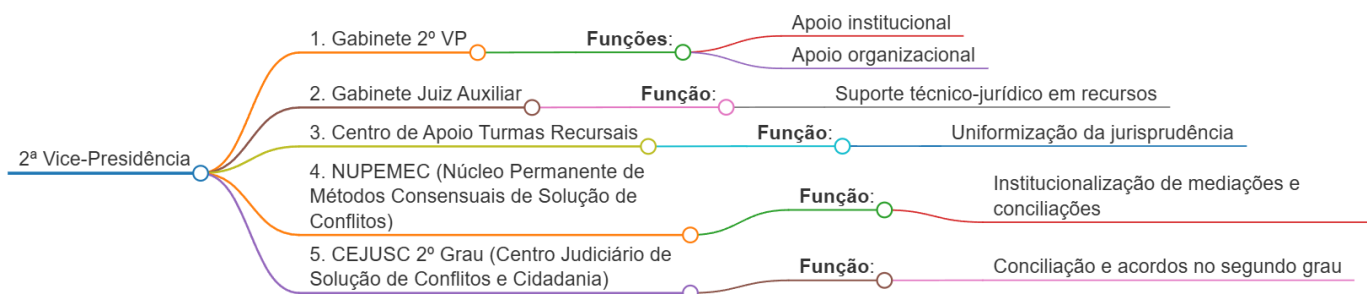 2ª Vice-Presidência
1. Gabinete 2º VP
Funções:
Apoio institucional
Apoio organizacional
2. Gabinete Juiz Auxiliar
Função:
Suporte técnico-jurídico em recursos
3. Centro de Apoio Turmas Recursais
Função:
Uniformização da jurisprudência
4. NUPEMEC (Núcleo Permanente de
Métodos Consensuais de Solução de
Conflitos)
Função:
Institucionalização de mediações e
conciliações
5. CEJUSC 2º Grau (Centro Judiciário de
Solução de Conflitos e Cidadania)
Função:
Conciliação e acordos no segundo grau